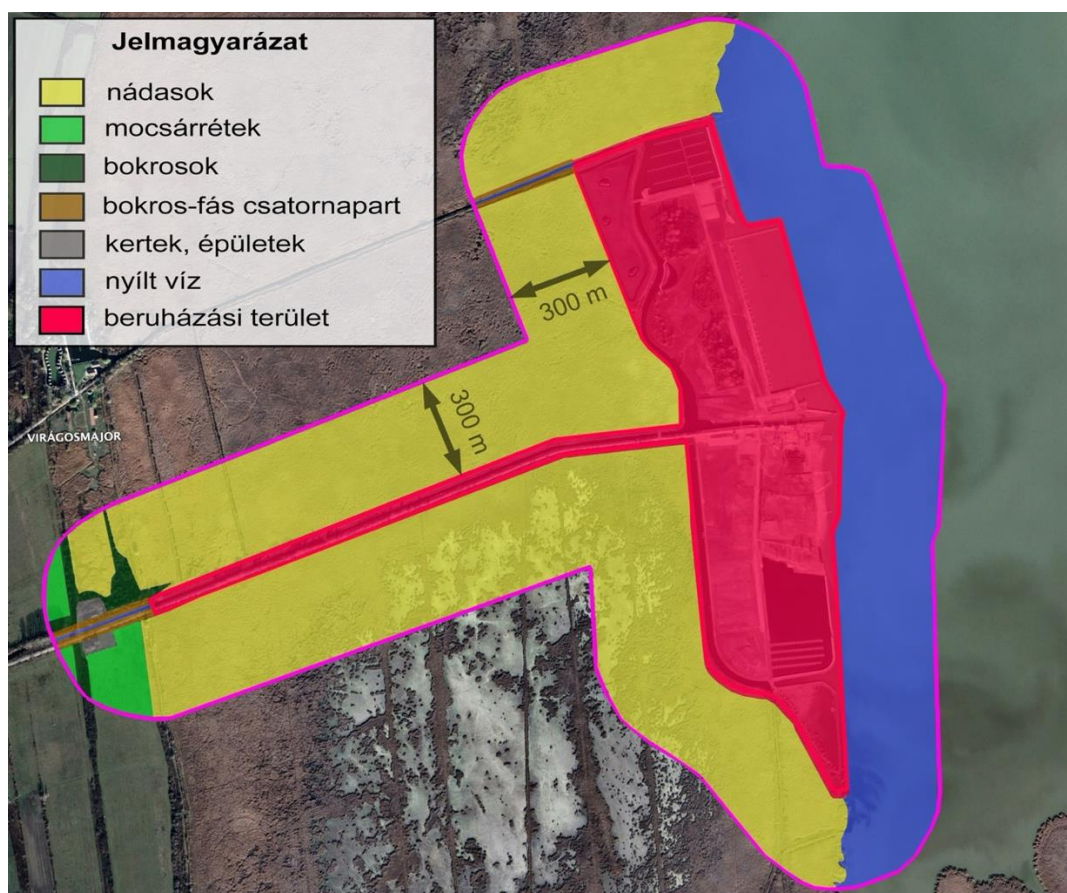 Jelmagyarázat
nádasok
mocsárrétek
bokrosok
bokros-fás csatornapart
kertek, épületek
nyílt víz
beruházási terület
300 m
300 m
VIRÁGOSMAJOR